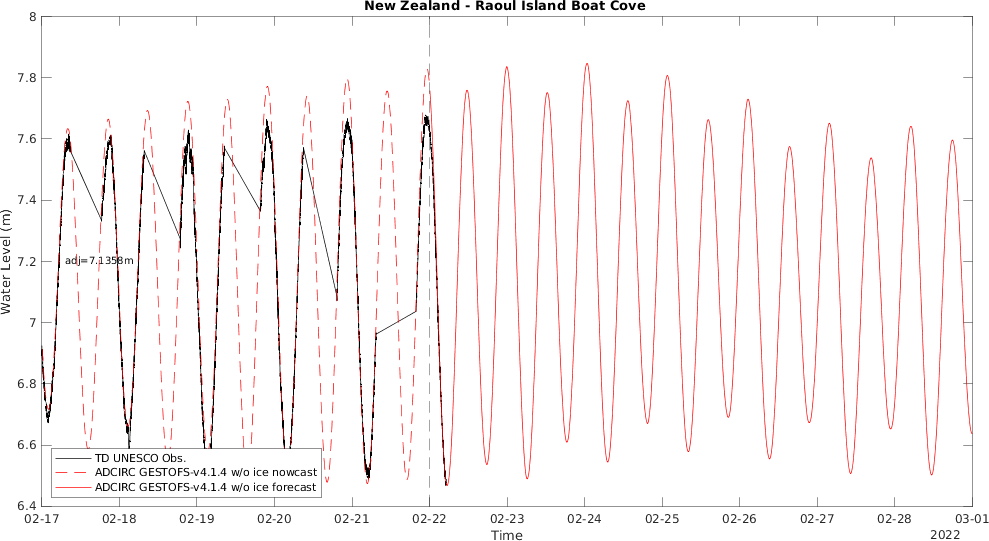 New Zealand - Raoul Island Boat Cove
8
7.8
7.6
7.4
7.2
7
6.8
6.6
6.4
Water Level (m)
adj=7.1358m
TD UNESCO Obs.
ADCIRC GESTOFS-v4.1.4 w/o ice nowcast
ADCIRC GESTOFS-v4.1.4 w/o ice forecast
02-17 02-18 02-19 02-20 02-21 02-22 02-23 02-24 02-25 02-26 02-27 02-28 03-01
Time
2022